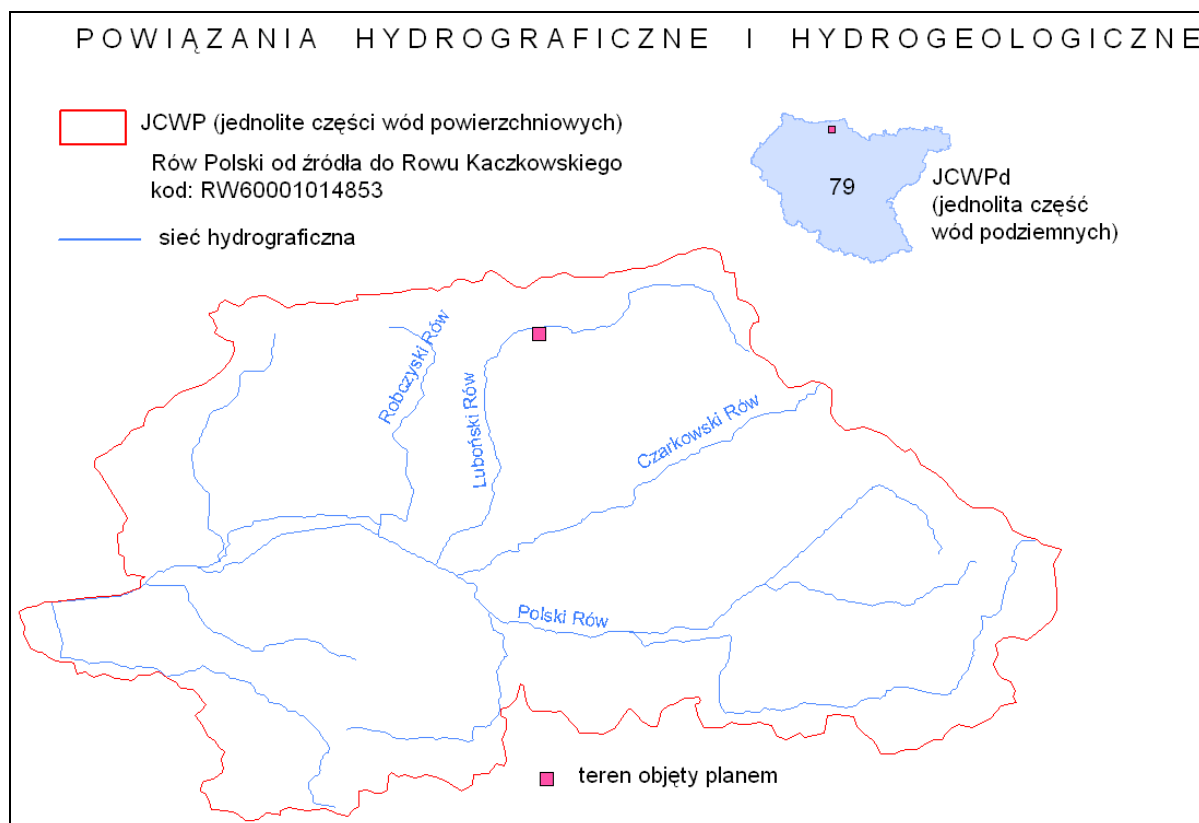 POWIĄZANIA HYDROGRAFICZNE I HYDROGEOLOGICZNE
JCWP (jednolite części wód powierzchniowych)
Rów Polski od źródła do Rowu Kaczkowskiego
kod: RW60001014853
sieć hydrograficzna
79
JCWPd
(jednolita część
wód podziemnych)
Robczyski Rów
Luboński Rów
Czarkowski Rów
Polski Rów
teren objęty planem